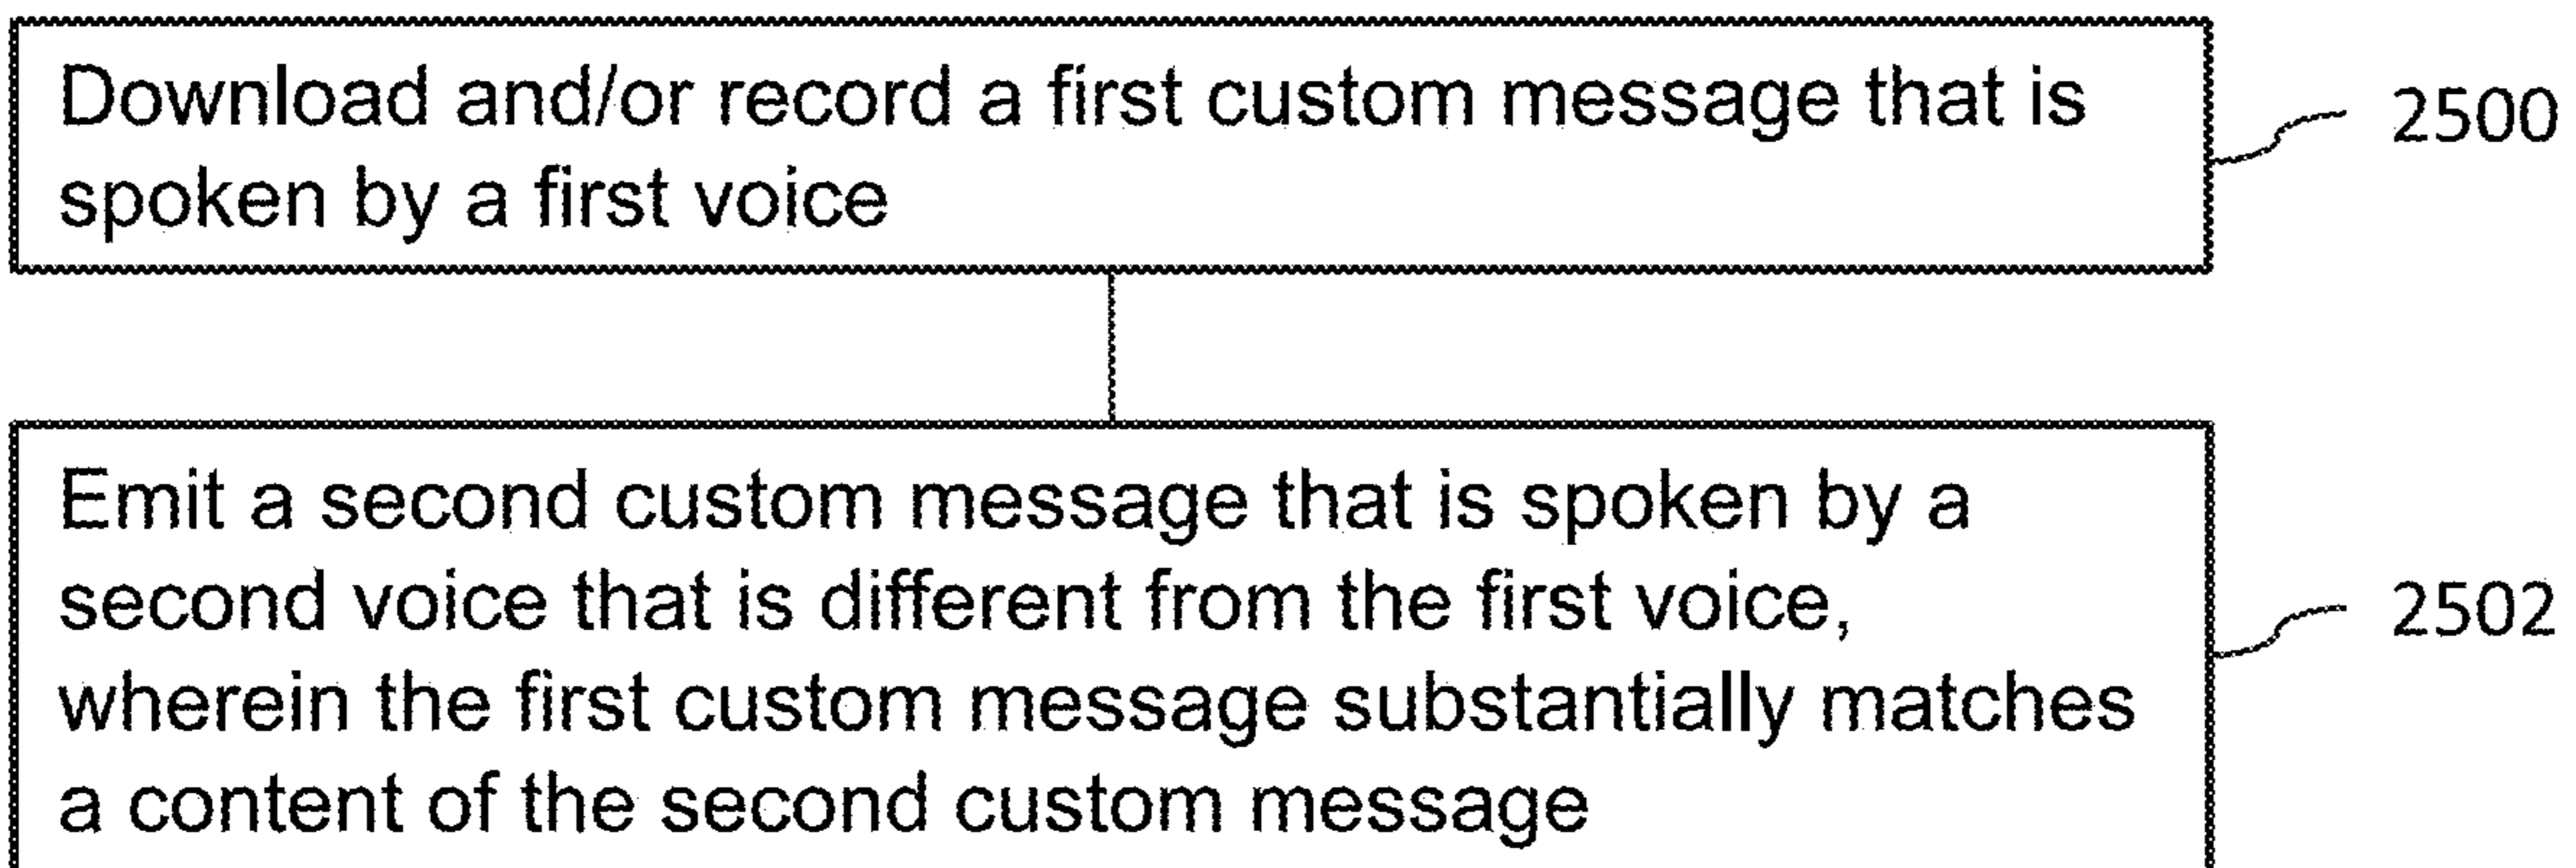 Download and/or record a first custom message that is
spoken by a first voice
2500
Emit a second custom message that is spoken by a
second voice that is different from the first voice,
wherein the first custom message substantially matches
a content of the second custom message
2502